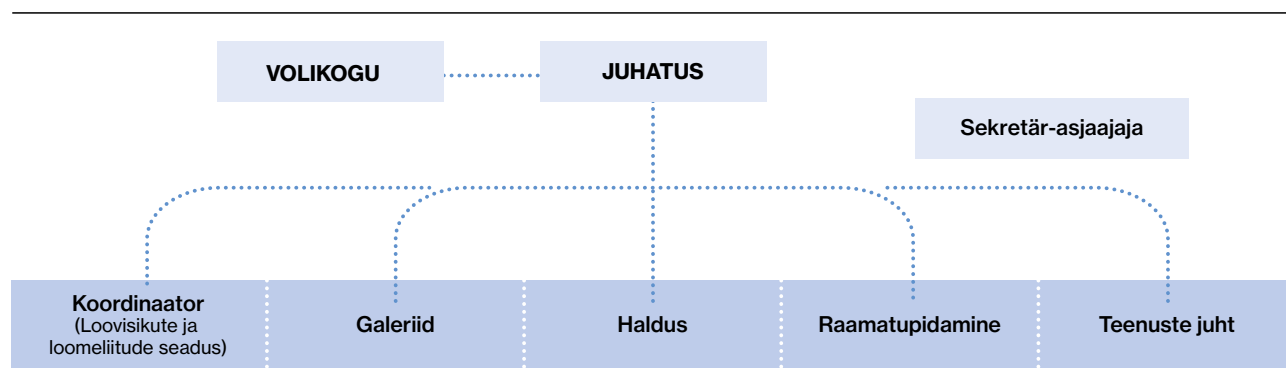 VOLIKOGU
JUHATUS
Sekretär-asjaajaja
Koordinaator
(Loovisikute ja
loomeliitude seadus)
Galeriid
Haldus
Raamatupidamine
Teenuste juht